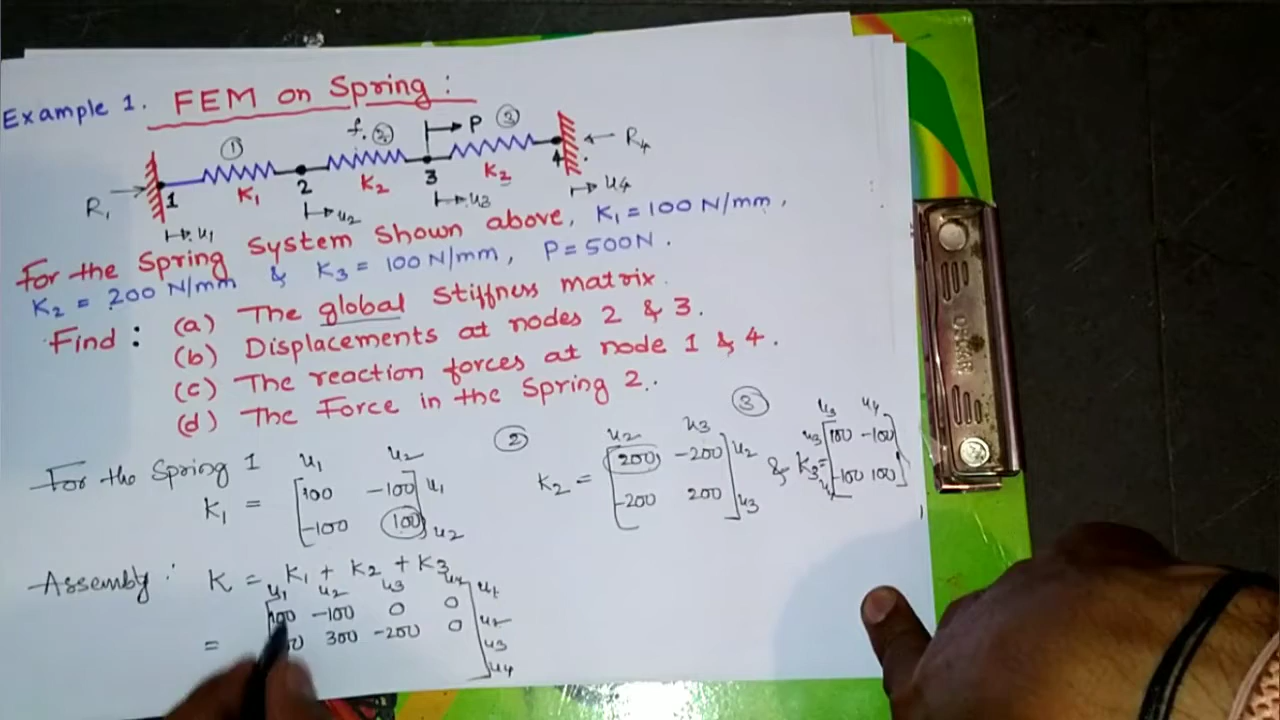 Example 1. FEM on Spring :
① f. ② P ③
R₁ 1 K₁ 2 K₂ 3 K₂ 4 R₄
u₁ u₂ u₃ u₄
For the Spring System Shown above, K₁ = 100 N/mm,
K₂ = 200 N/mm & K₃ = 100 N/mm, P = 500N.
Find : (a) The global Stiffness matrix.
(b) Displacements at nodes 2 & 3.
(c) The reaction forces at node 1 & 4.
(d) The Force in the Spring 2..
② ③
For the Spring 1 u₁ u₂ u₂ u₃ u₃ u₄
K₁ = [100 -100] u₁ K₂ = [200 -200] u₂ & K₃ = u₃ [100 -100]
[-100 100] u₂ [-200 200] u₃ u₄ [-100 100]
Assembly : K = K₁ + K₂ + K₃
u₁ u₂ u₃ u₄
= [100 -100 0 0] u₁
300 -200 0 u₂
u₃
u₄